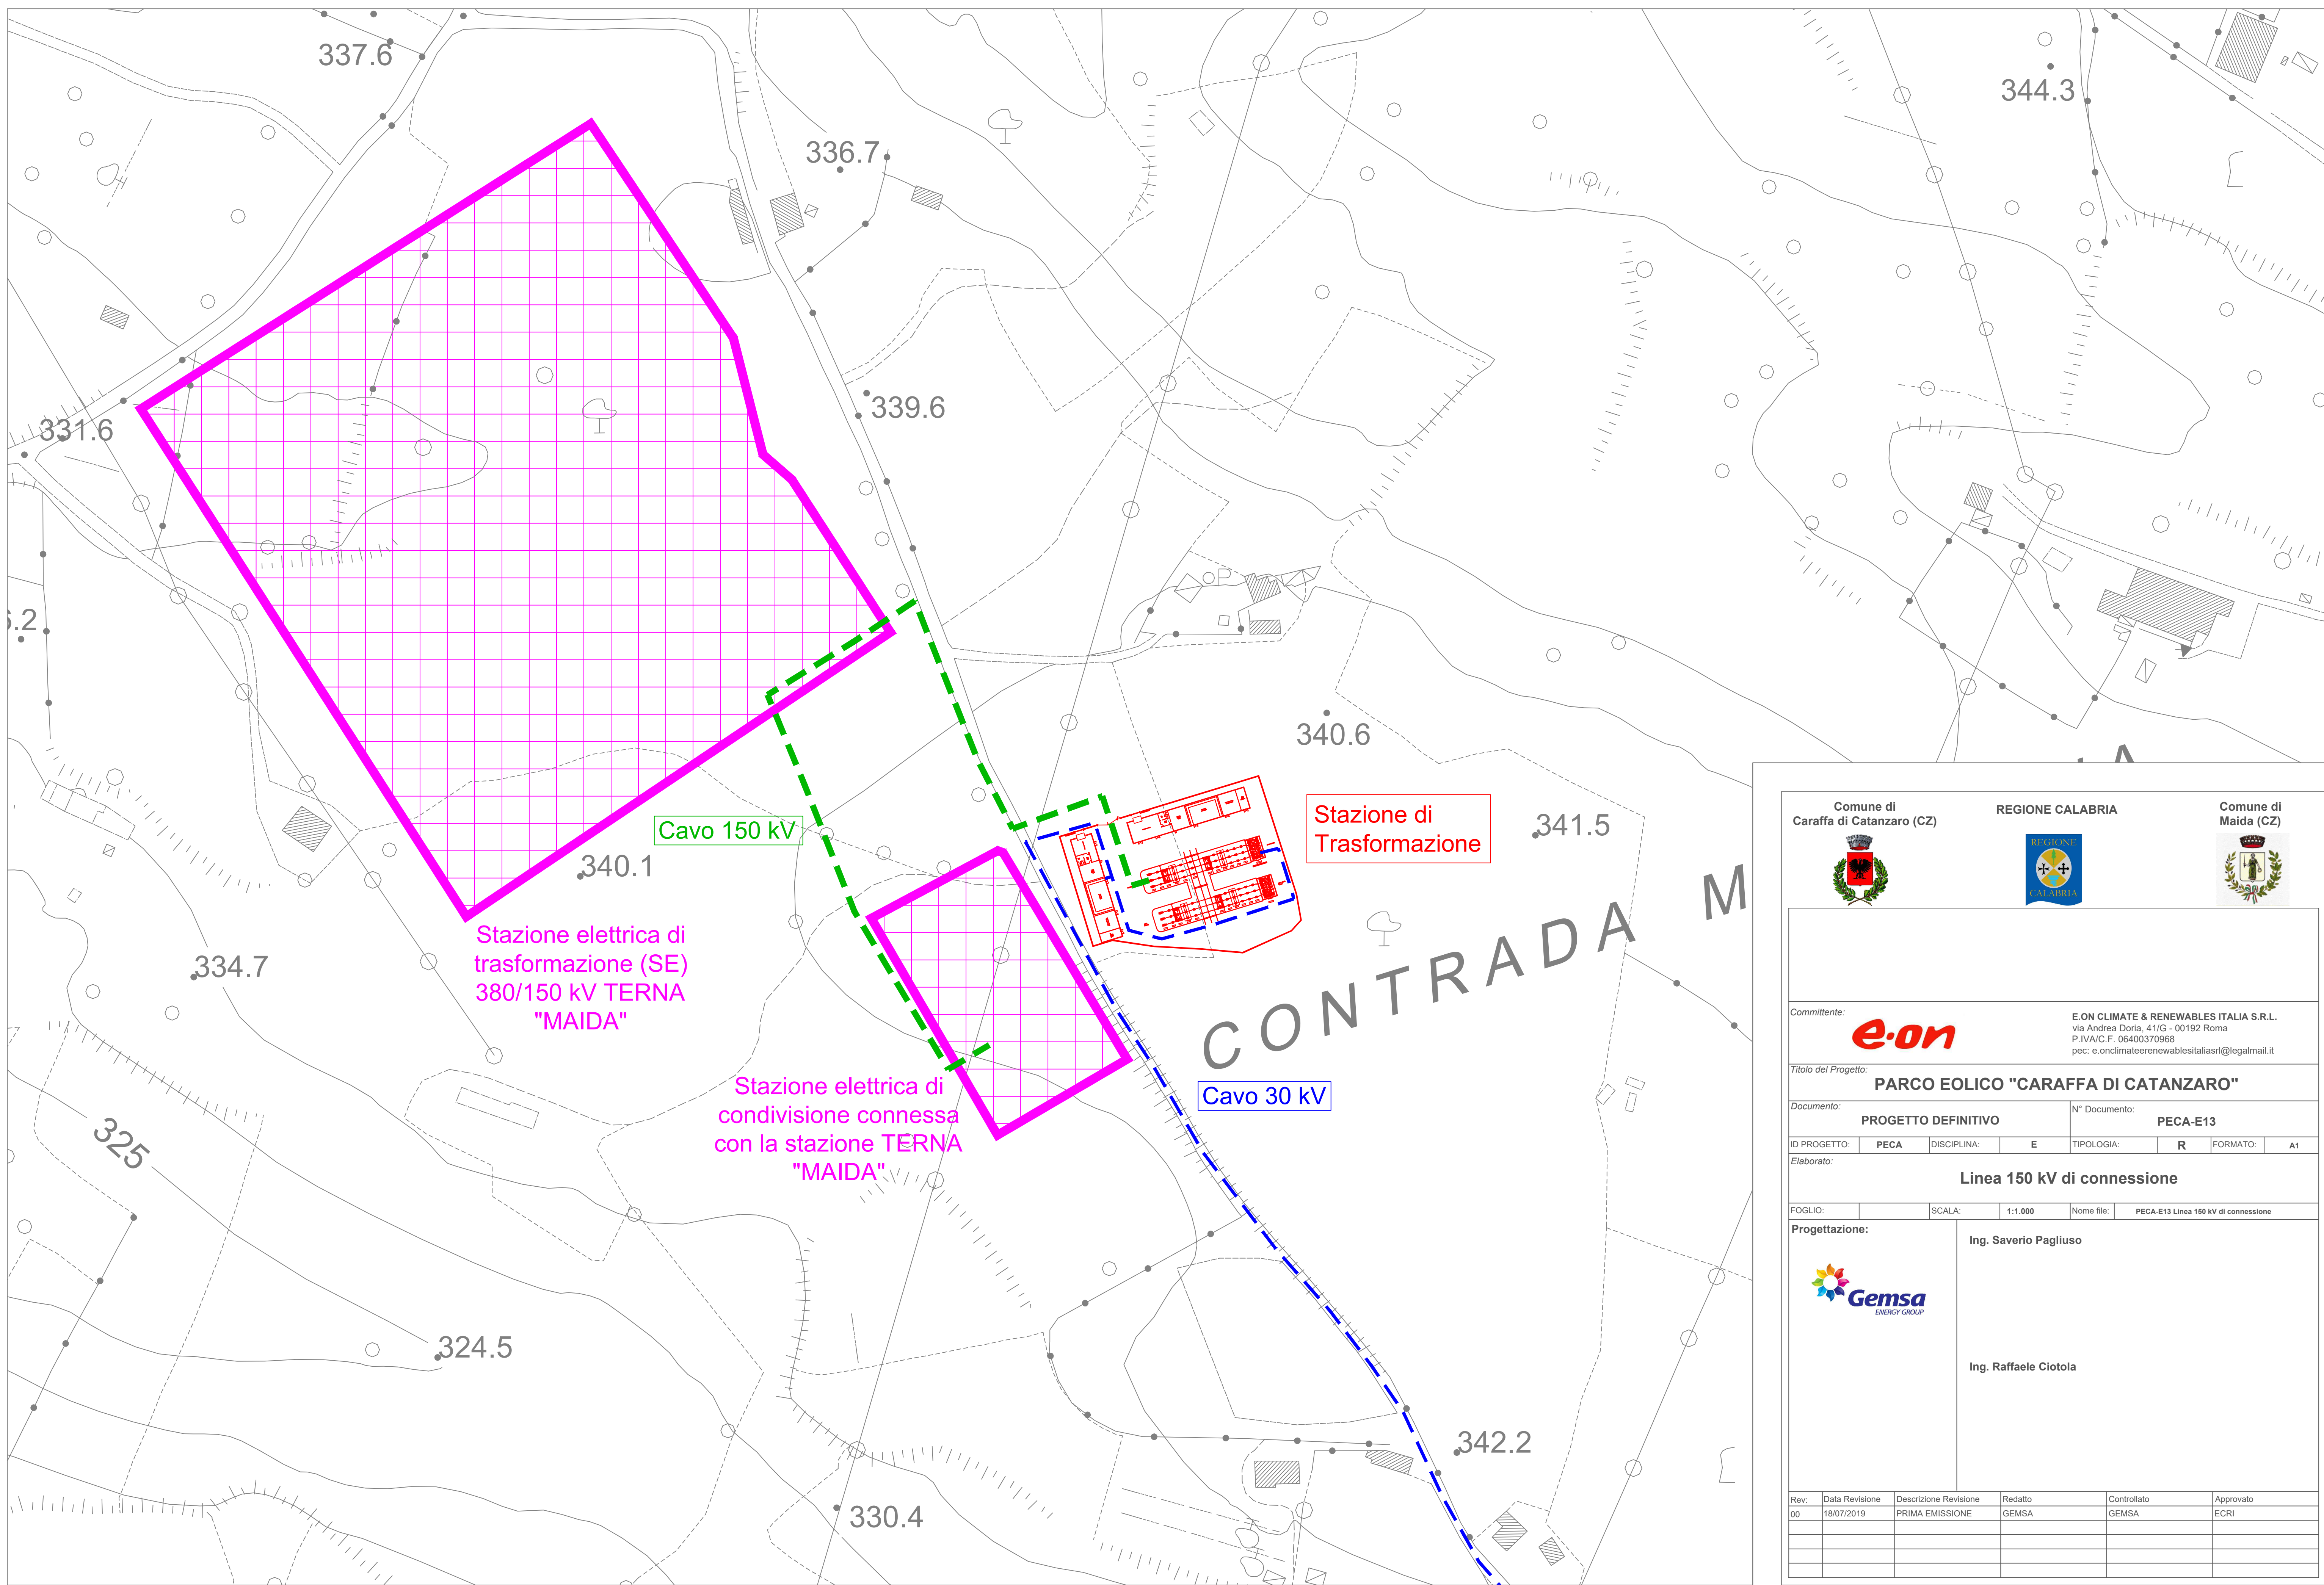 337.6
344.3
336.7
339.6
331.6
6.2
340.6
341.5
340.1
334.7
325
324.5
330.4
342.2
CONTRADA M
A
Cavo 150 kV
Stazione di
Trasformazione
Stazione elettrica di
trasformazione (SE)
380/150 kV TERNA
"MAIDA"
Stazione elettrica di
condivisione connessa
con la stazione TERNA
"MAIDA"
Cavo 30 kV
Comune di
Caraffa di Catanzaro (CZ)
REGIONE CALABRIA
Comune di
Maida (CZ)
REGIONE
CALABRIA
Committente:
e·on
E.ON CLIMATE & RENEWABLES ITALIA S.R.L.
via Andrea Doria, 41/G - 00192 Roma
P.IVA/C.F. 06400370968
pec: e.onclimateerenewablesitaliasrl@legalmail.it
Titolo del Progetto:
PARCO EOLICO "CARAFFA DI CATANZARO"
Documento:
PROGETTO DEFINITIVO
N° Documento:
PECA-E13
ID PROGETTO: PECA DISCIPLINA: E TIPOLOGIA: R FORMATO: A1
Elaborato:
Linea 150 kV di connessione
FOGLIO: SCALA: 1:1.000 Nome file: PECA-E13 Linea 150 kV di connessione
Progettazione:
Ing. Saverio Pagliuso
Gemsa
ENERGY GROUP
Ing. Raffaele Ciotola
Rev: Data Revisione Descrizione Revisione Redatto Controllato Approvato
00 18/07/2019 PRIMA EMISSIONE GEMSA GEMSA ECRI